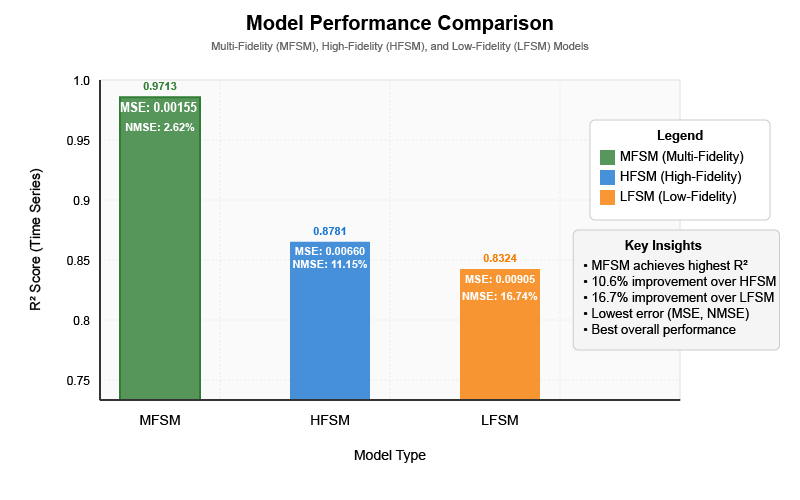 Model Performance Comparison
Multi-Fidelity (MFSM), High-Fidelity (HFSM), and Low-Fidelity (LFSM) Models
R² Score (Time Series)
1.0
0.95
0.9
0.85
0.8
0.75
0.9713
MSE: 0.00155
NMSE: 2.62%
0.8781
MSE: 0.00660
NMSE: 11.15%
0.8324
MSE: 0.00905
NMSE: 16.74%
Legend
MFSM (Multi-Fidelity)
HFSM (High-Fidelity)
LFSM (Low-Fidelity)
Key Insights
• MFSM achieves highest R²
• 10.6% improvement over HFSM
• 16.7% improvement over LFSM
• Lowest error (MSE, NMSE)
• Best overall performance
MFSM
HFSM
LFSM
Model Type